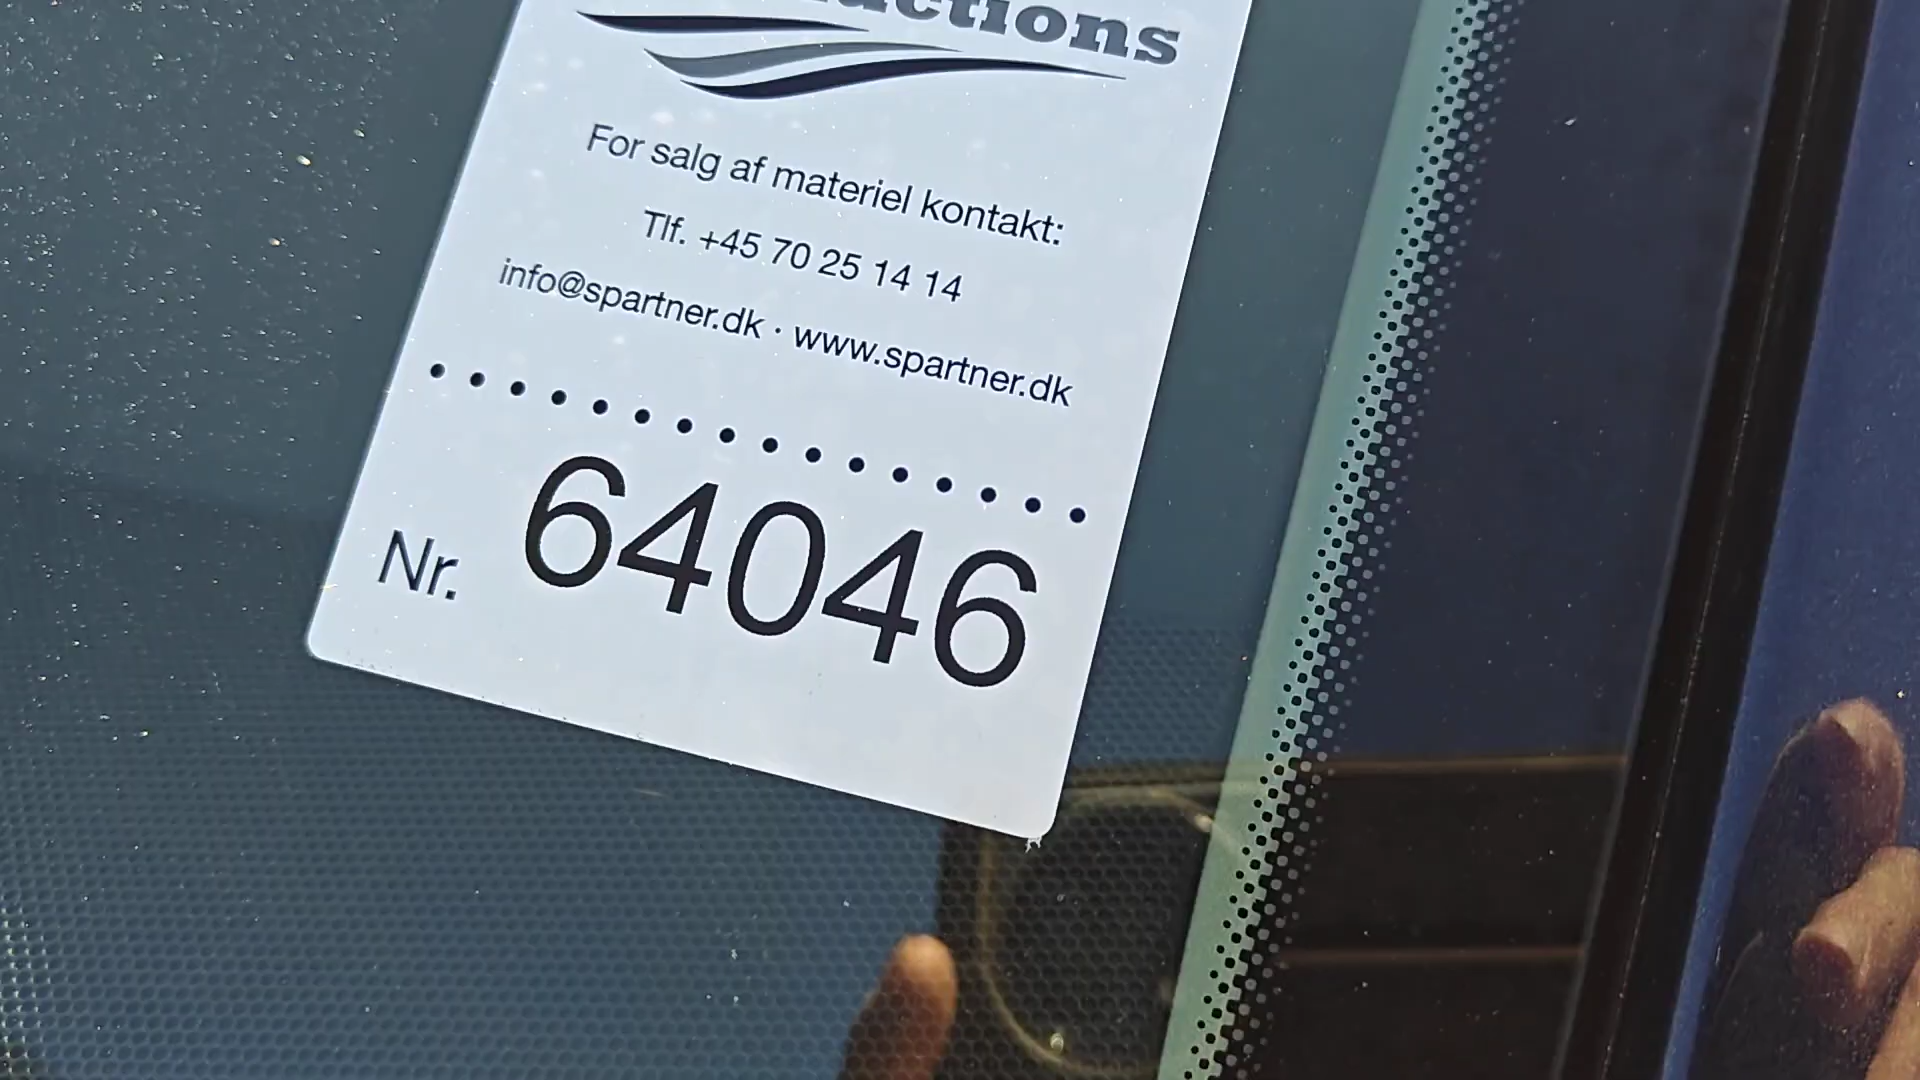 For salg af materiel kontakt:
Tlf. +45 70 25 14 14
info@spartner.dk · www.spartner.dk
Nr. 64046